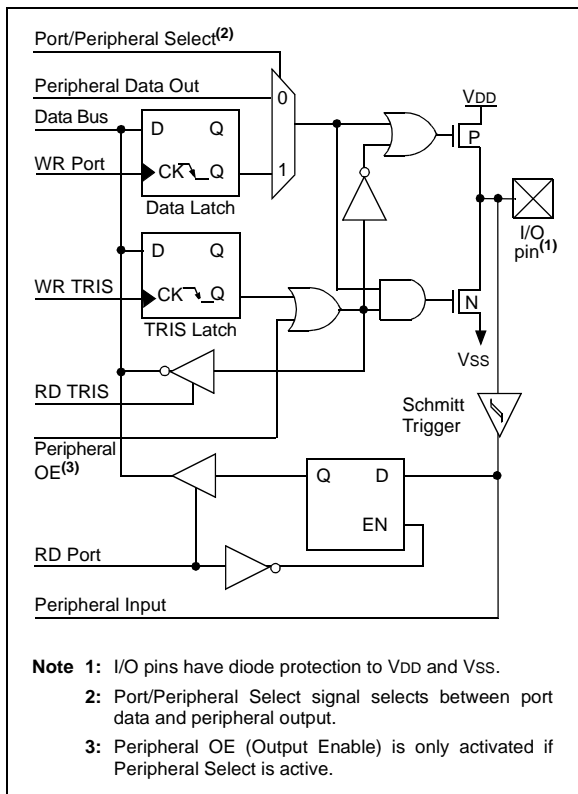 Port/Peripheral Select(2)
Peripheral Data Out
Data Bus
WR Port
D Q
CK Q
Data Latch
0
1
VDD
P
I/O
pin(1)
WR TRIS
D Q
CK Q
TRIS Latch
N
VSS
RD TRIS
Schmitt
Trigger
Peripheral
OE(3)
Q D
EN
RD Port
Peripheral Input
Note 1: I/O pins have diode protection to VDD and VSS.
2: Port/Peripheral Select signal selects between port
data and peripheral output.
3: Peripheral OE (Output Enable) is only activated if
Peripheral Select is active.